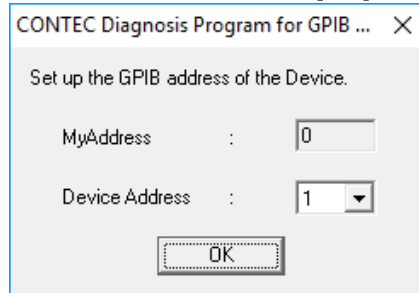 CONTEC Diagnosis Program for GPIB ...
Set up the GPIB address of the Device.
MyAddress : 0
Device Address : 1
OK